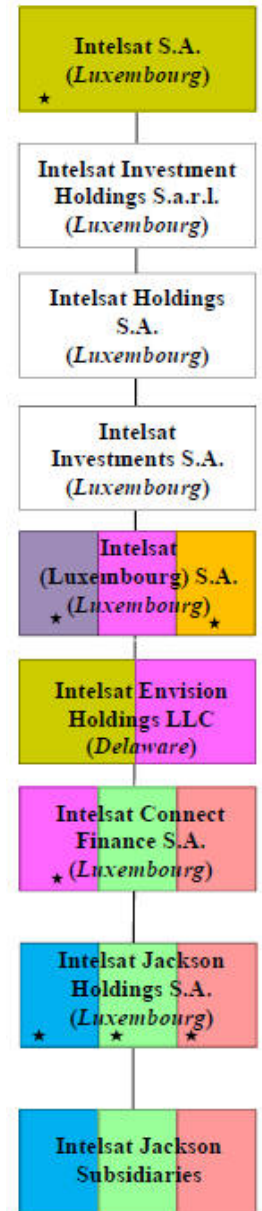 Intelsat S.A.
(Luxembourg)
Intelsat Investment
Holdings S.a.r.l.
(Luxembourg)
Intelsat Holdings
S.A.
(Luxembourg)
Intelsat
Investments S.A.
(Luxembourg)
Intelsat
(Luxembourg) S.A.
(Luxembourg)
Intelsat Envision
Holdings LLC
(Delaware)
Intelsat Connect
Finance S.A.
(Luxembourg)
Intelsat Jackson
Holdings S.A.
(Luxembourg)
Intelsat Jackson
Subsidiaries